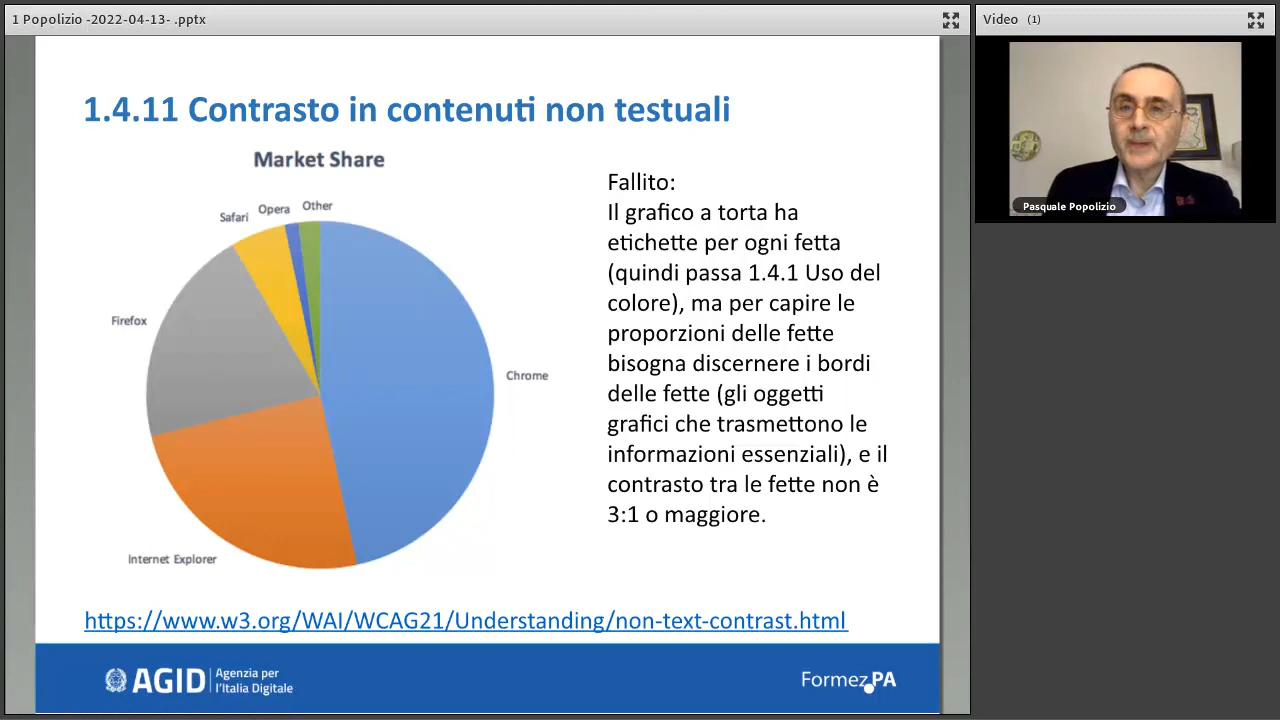 1 Popolizio -2022-04-13- .pptx
Video (1)
1.4.11 Contrasto in contenuti non testuali
Market Share
Safari
Opera
Other
Firefox
Chrome
Internet Explorer
Fallito:
Il grafico a torta ha
etichette per ogni fetta
(quindi passa 1.4.1 Uso del
colore), ma per capire le
proporzioni delle fette
bisogna discernere i bordi
delle fette (gli oggetti
grafici che trasmettono le
informazioni essenziali), e il
contrasto tra le fette non è
3:1 o maggiore.
https://www.w3.org/WAI/WCAG21/Understanding/non-text-contrast.html
AGID
Agenzia per
l'Italia Digitale
Formez PA
Pasquale Popolizio